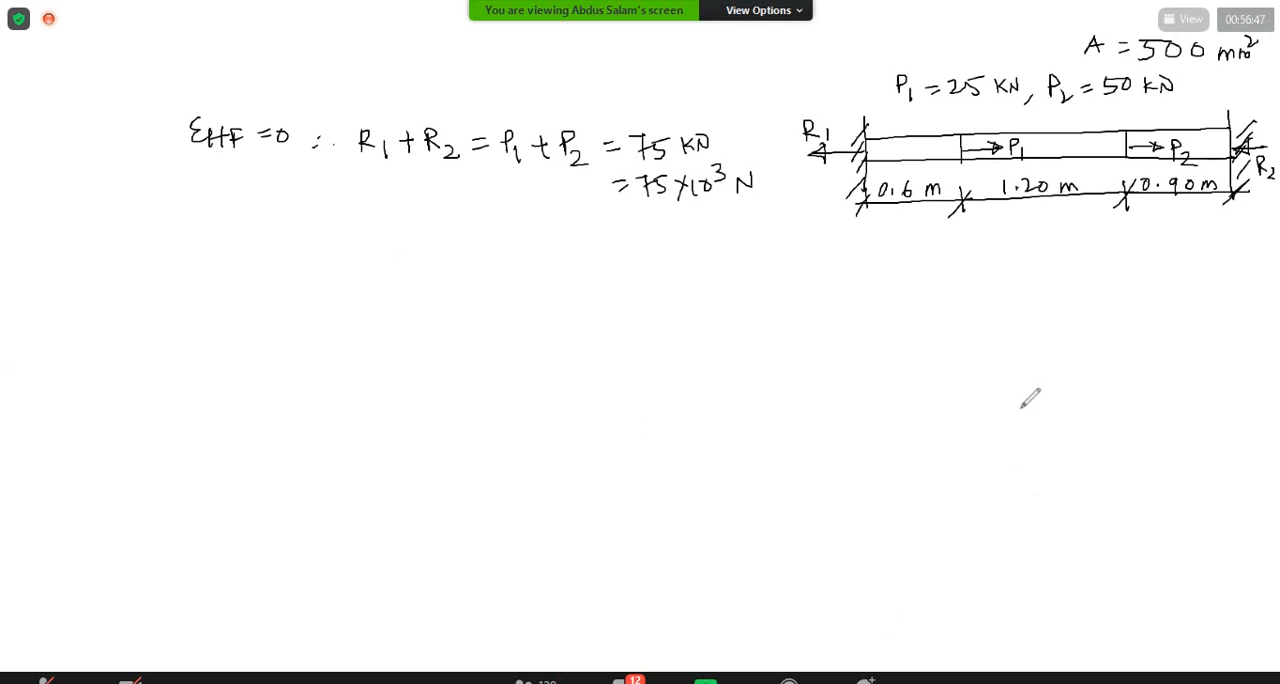 You are viewing Abdus Salam's screen View Options
View 00:56:47
A = 500 mm²
P₁ = 25 KN, P₂ = 50 KN
ΣHF = 0 ∴ R₁ + R₂ = P₁ + P₂ = 75 KN
= 75 × 10³ N
R₁ P₁ P₂ R₂
0.6 m 1.20 m 0.90 m
12